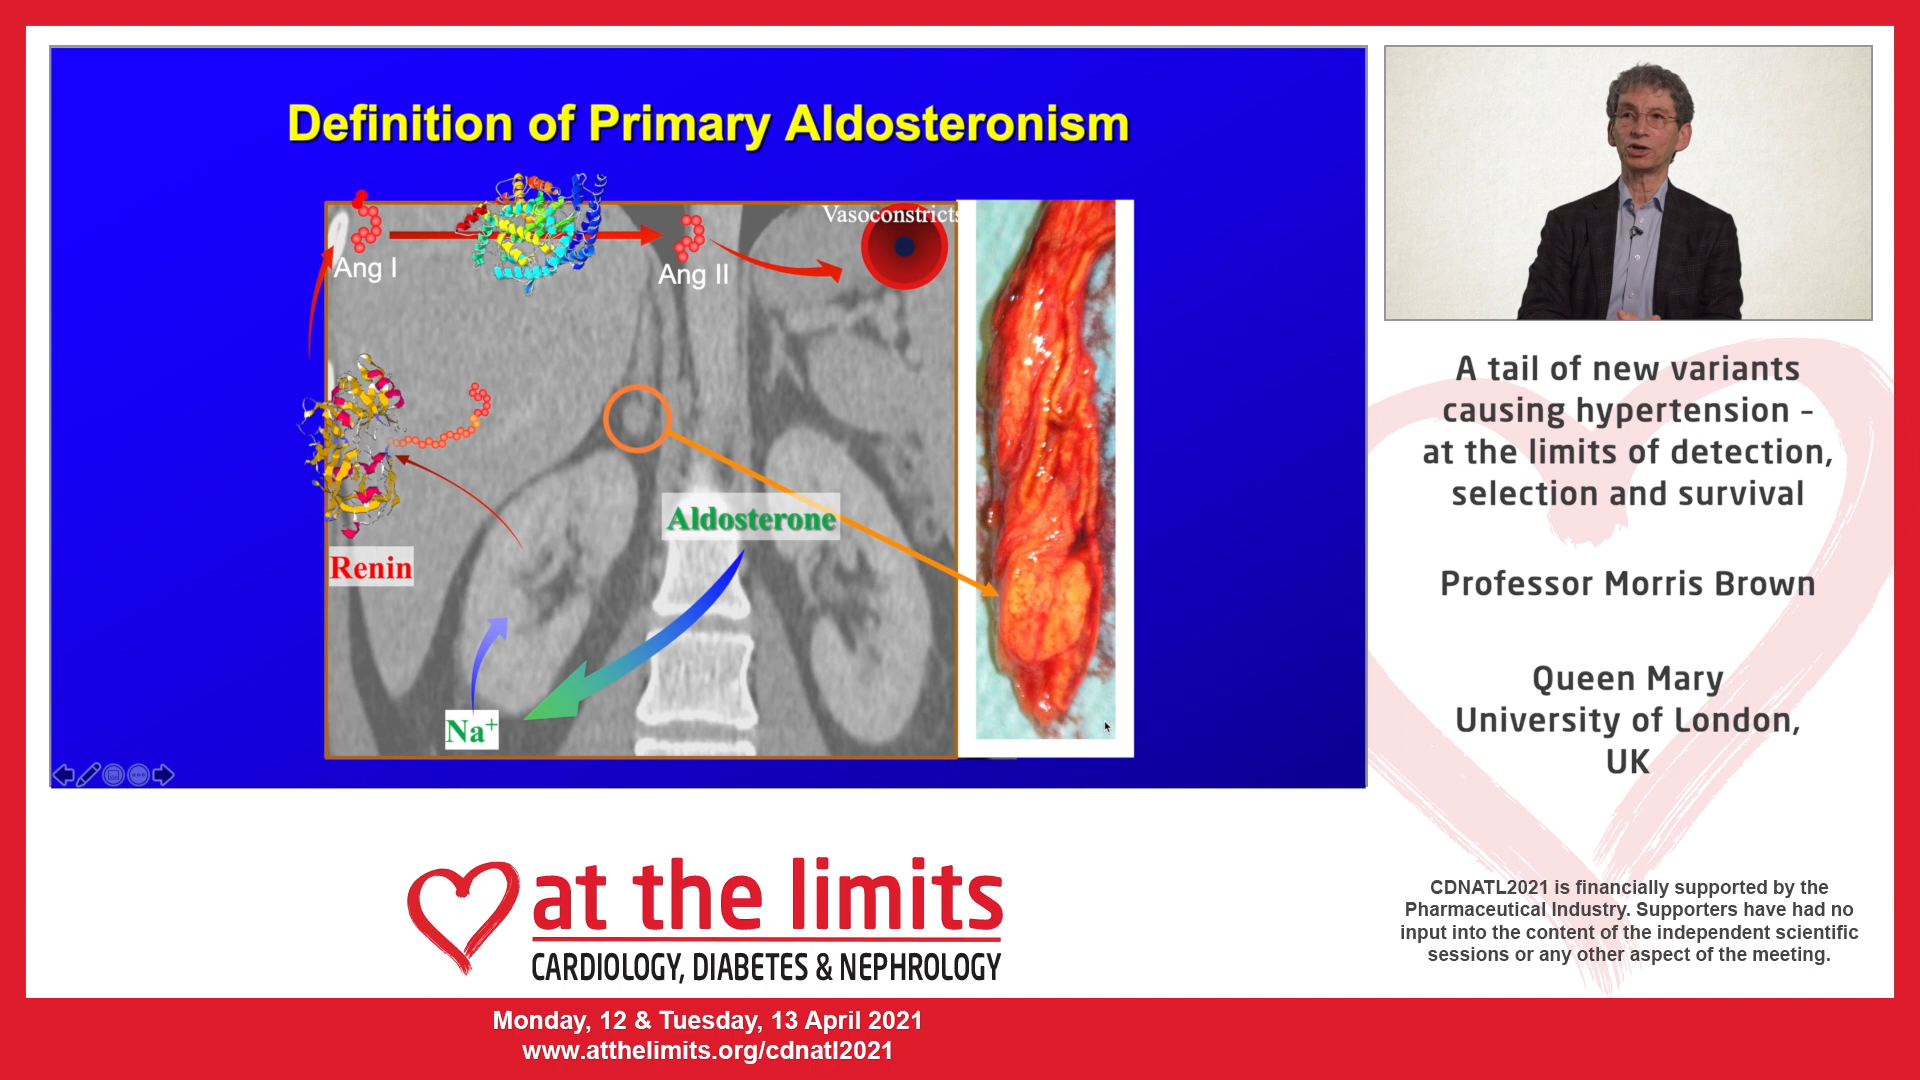 Definition of Primary Aldosteronism
Vasoconstricts
Ang I
Ang II
Aldosterone
Renin
Na+
A tail of new variants
causing hypertension –
at the limits of detection,
selection and survival
Professor Morris Brown
Queen Mary
University of London,
UK
at the limits
CARDIOLOGY, DIABETES & NEPHROLOGY
CDNATL2021 is financially supported by the
Pharmaceutical Industry. Supporters have had no
input into the content of the independent scientific
sessions or any other aspect of the meeting.
Monday, 12 & Tuesday, 13 April 2021
www.atthelimits.org/cdnatl2021